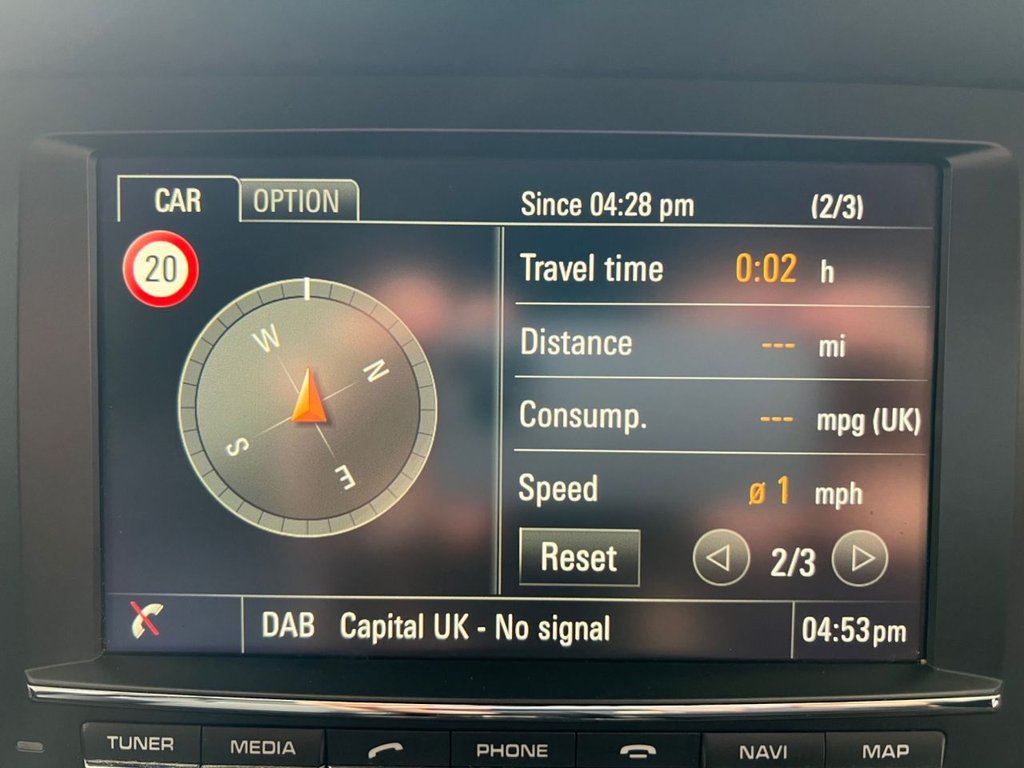 CAR OPTION Since 04:28 pm (2/3)
20
W
N
S
E
Travel time 0:02 h
Distance --- mi
Consump. --- mpg (UK)
Speed ø 1 mph
Reset 2/3
DAB Capital UK - No signal 04:53pm
TUNER MEDIA PHONE NAVI MAP